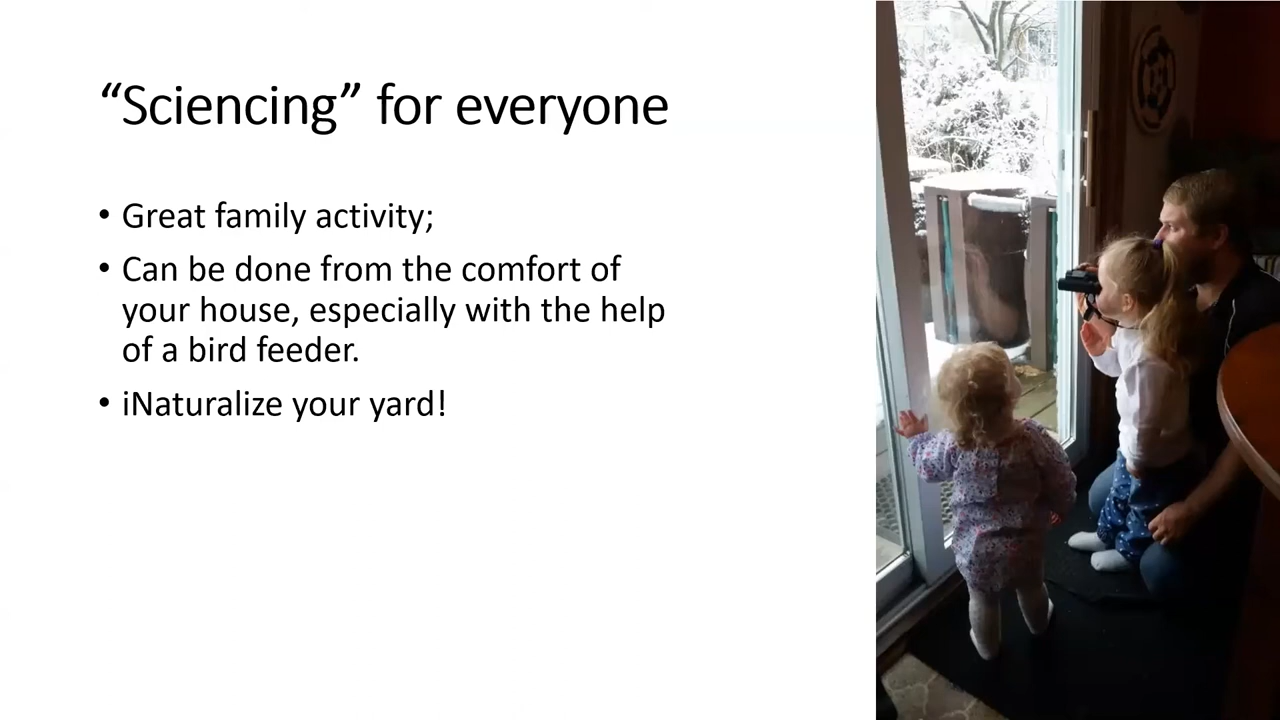 “Sciencing” for everyone
• Great family activity;
• Can be done from the comfort of
your house, especially with the help
of a bird feeder.
• iNaturalize your yard!